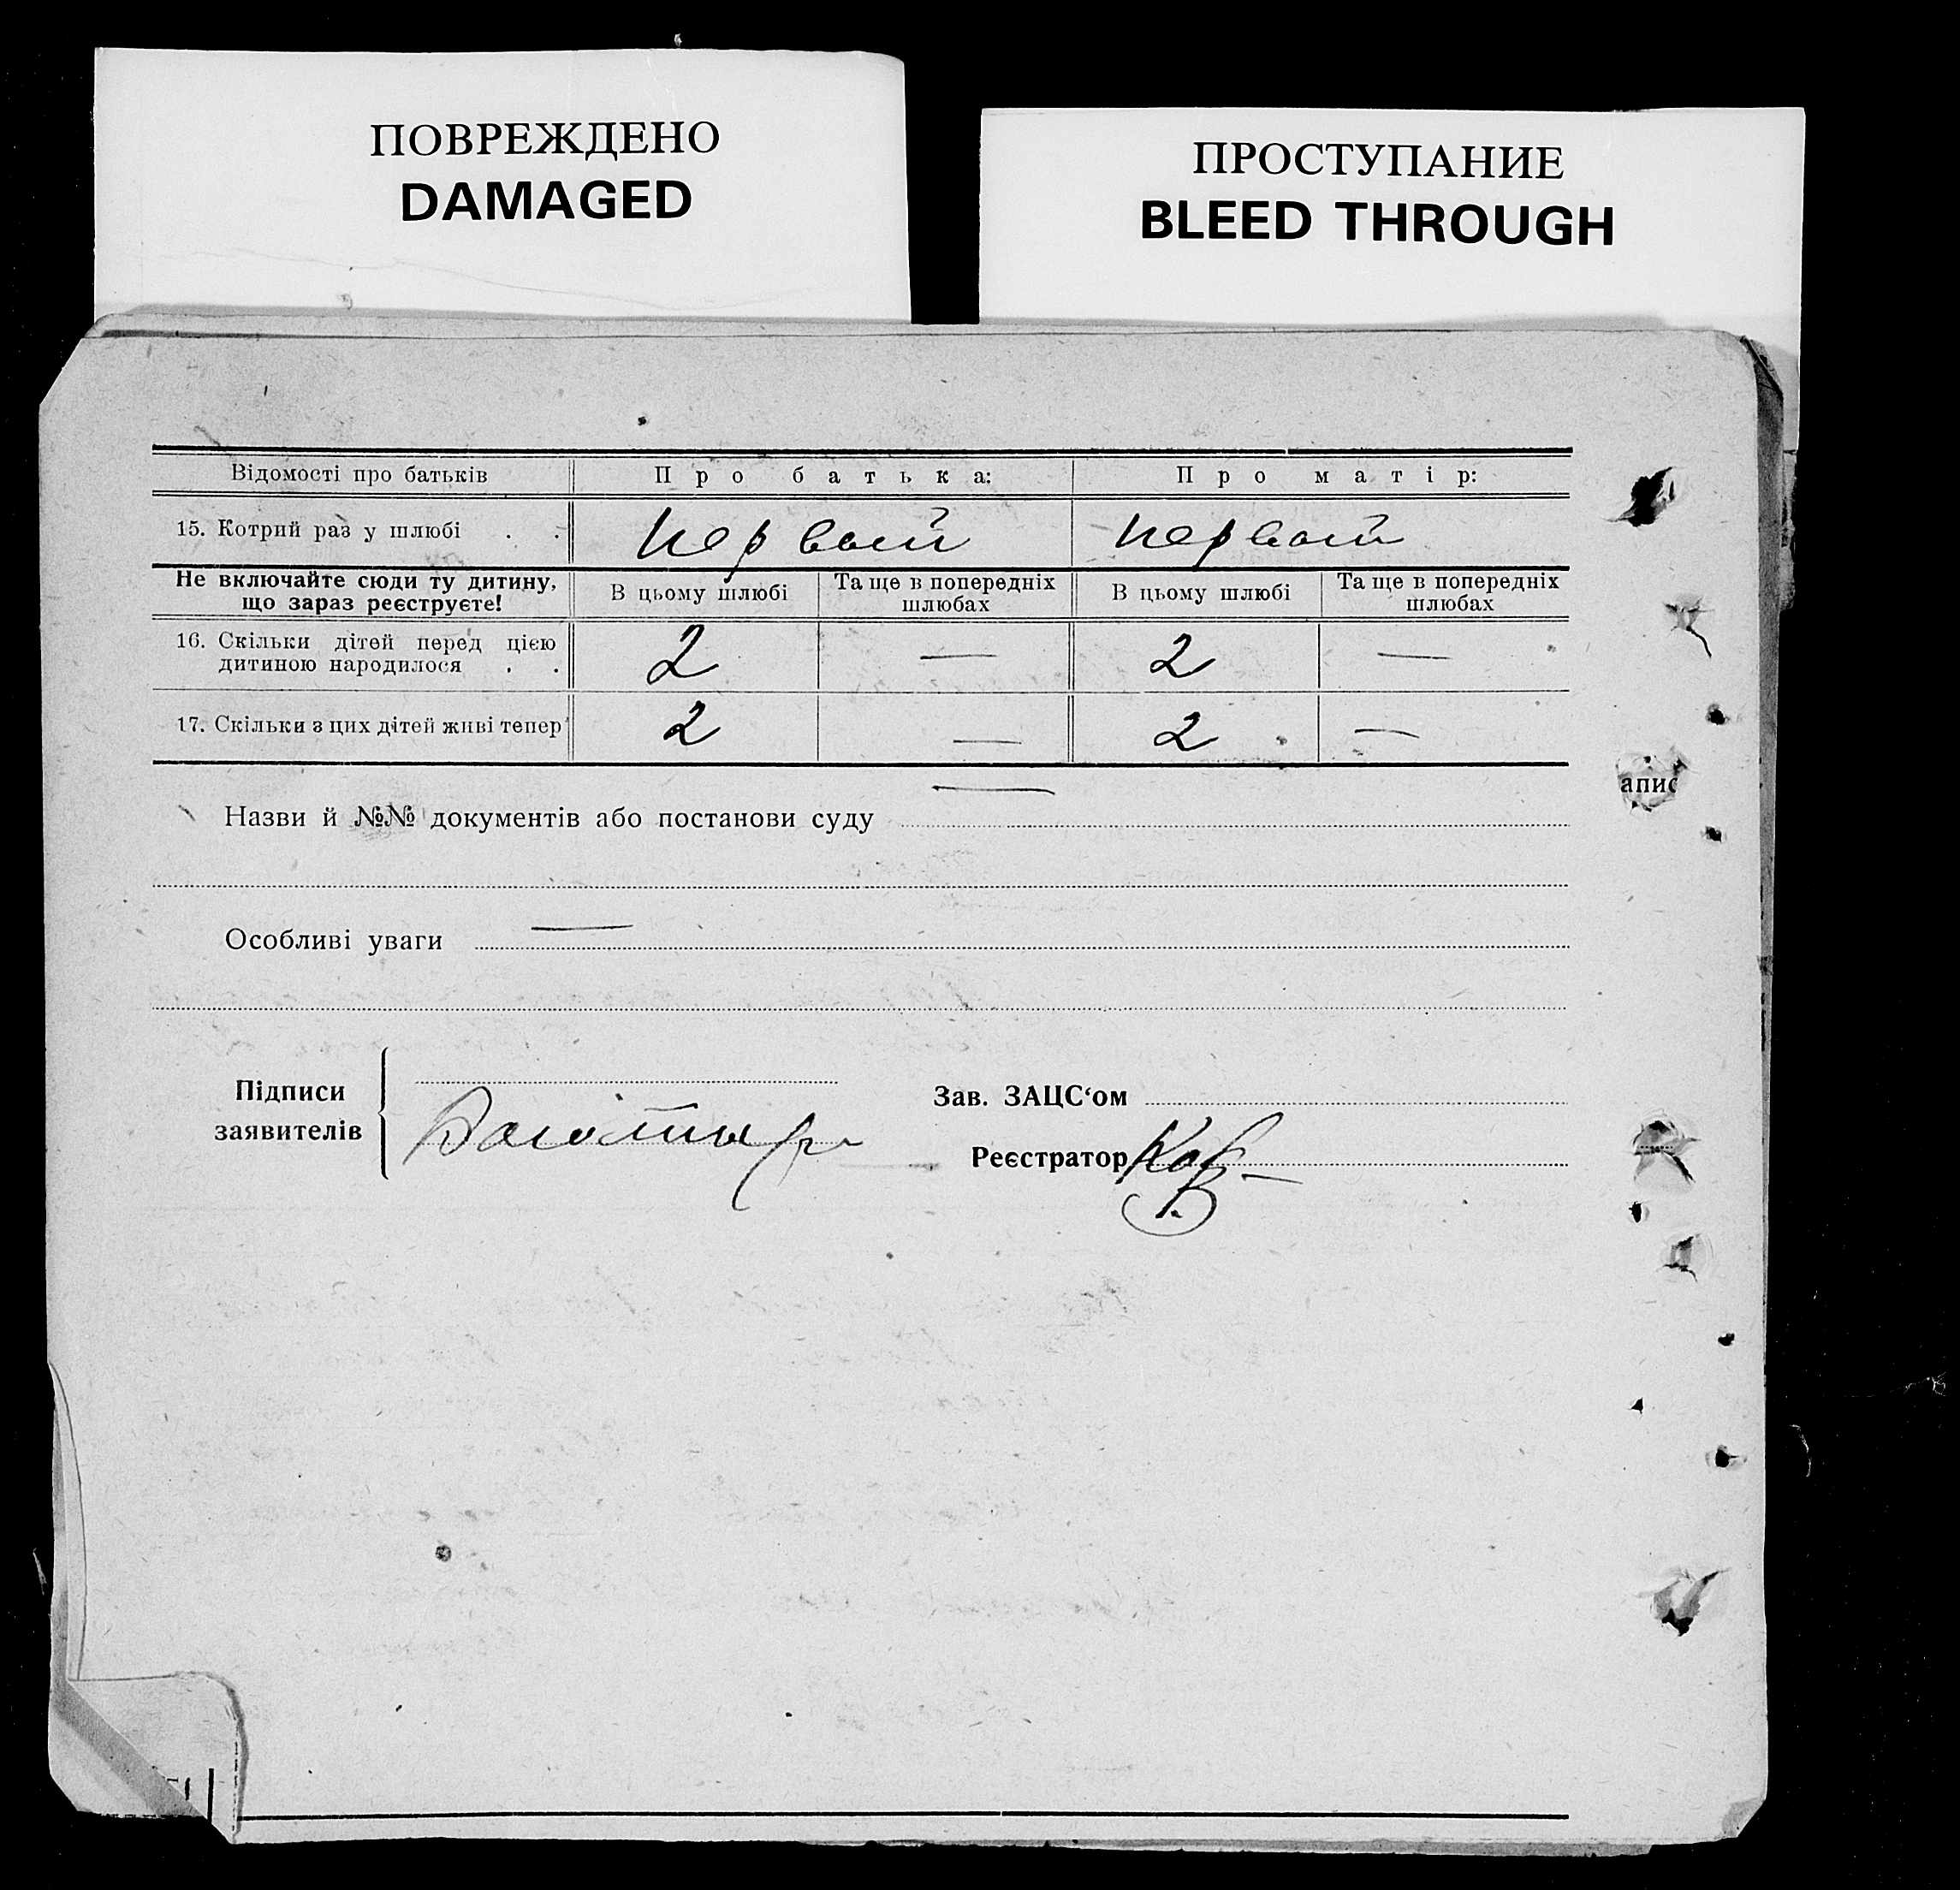 ПОВРЕЖДЕНО
DAMAGED
ПРОСТУПАНИЕ
BLEED THROUGH
Відомості про батьків Про батька: Про матір:
15. Котрий раз у шлюбі . . первый первый
Не включайте сюди ту дитину, що зараз реєструєте! В цьому шлюбі Та ще в попередніх шлюбах В цьому шлюбі Та ще в попередніх шлюбах
16. Скільки дітей перед цією
дитиною народилося . . 2 — 2 —
17. Скільки з цих дітей живі тепер 2 — 2 —
апис
Назви й №№ документів або постанови суду —
Особливі уваги —
Підписи
заявителів
Зав. ЗАЦС‘ом
Реєстратор